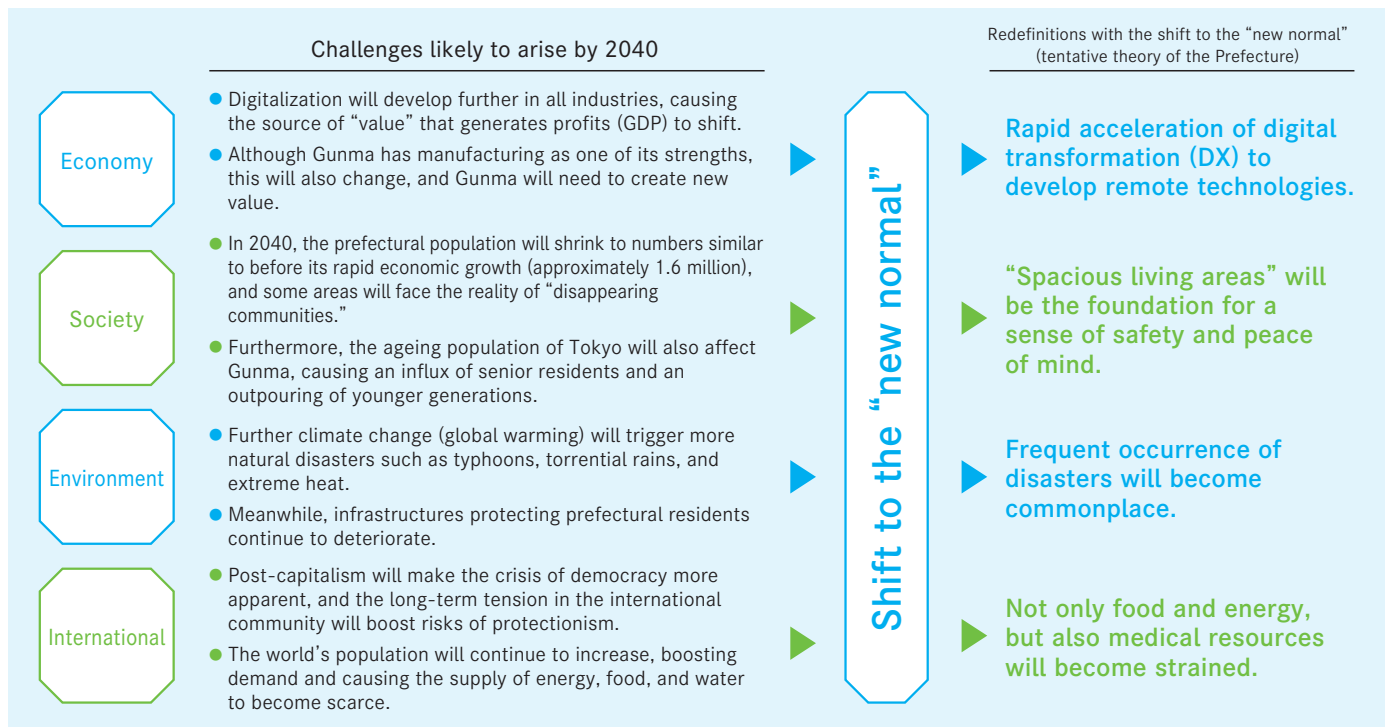 Challenges likely to arise by 2040
Redefinitions with the shift to the “new normal”
(tentative theory of the Prefecture)
Economy
● Digitalization will develop further in all industries, causing
the source of “value” that generates profits (GDP) to shift.
● Although Gunma has manufacturing as one of its strengths,
this will also change, and Gunma will need to create new
value.
Rapid acceleration of digital
transformation (DX) to
develop remote technologies.
Society
● In 2040, the prefectural population will shrink to numbers similar
to before its rapid economic growth (approximately 1.6 million),
and some areas will face the reality of “disappearing
communities.”
● Furthermore, the ageing population of Tokyo will also affect
Gunma, causing an influx of senior residents and an
outpouring of younger generations.
“Spacious living areas” will
be the foundation for a
sense of safety and peace
of mind.
Environment
● Further climate change (global warming) will trigger more
natural disasters such as typhoons, torrential rains, and
extreme heat.
● Meanwhile, infrastructures protecting prefectural residents
continue to deteriorate.
Frequent occurrence of
disasters will become
commonplace.
International
● Post-capitalism will make the crisis of democracy more
apparent, and the long-term tension in the international
community will boost risks of protectionism.
● The world’s population will continue to increase, boosting
demand and causing the supply of energy, food, and water
to become scarce.
Not only food and energy,
but also medical resources
will become strained.
Shift to the “new normal”